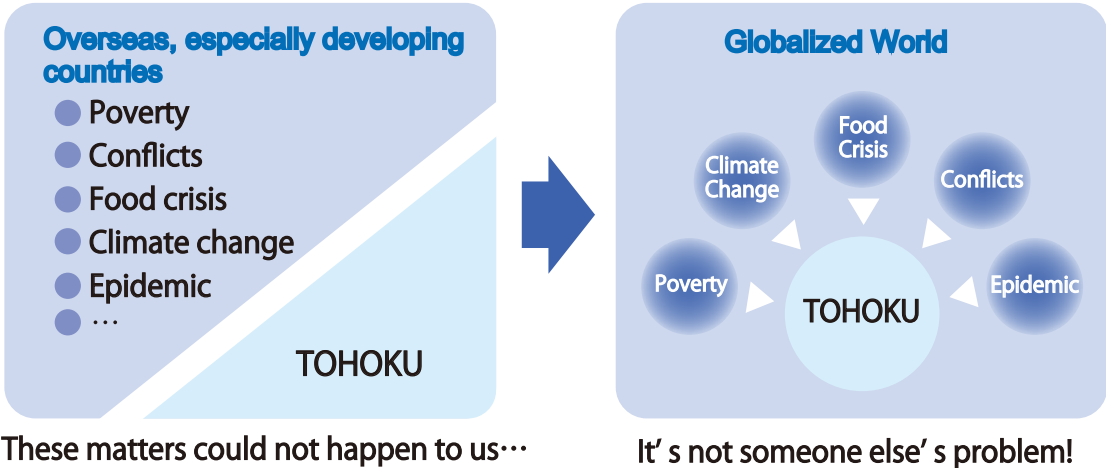 Overseas, especially developing
countries
Poverty
Conflicts
Food crisis
Climate change
Epidemic
…
TOHOKU
These matters could not happen to us…
Globalized World
Food
Crisis
Climate
Change
Conflicts
Poverty
Epidemic
TOHOKU
It’ s not someone else’ s problem!